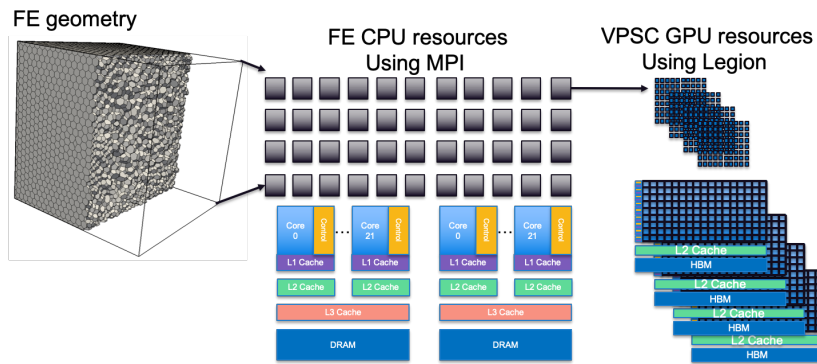 FE geometry
FE CPU resources
Using MPI
VPSC GPU resources
Using Legion
Core
0
Control
...
Core
21
Control
Core
0
Control
...
Core
21
Control
L1 Cache
L1 Cache
L1 Cache
L1 Cache
L2 Cache
L2 Cache
L2 Cache
L2 Cache
L3 Cache
L3 Cache
DRAM
DRAM
L2 Cache
HBM
L2 Cache
HBM
L2 Cache
HBM
L2 Cache
HBM